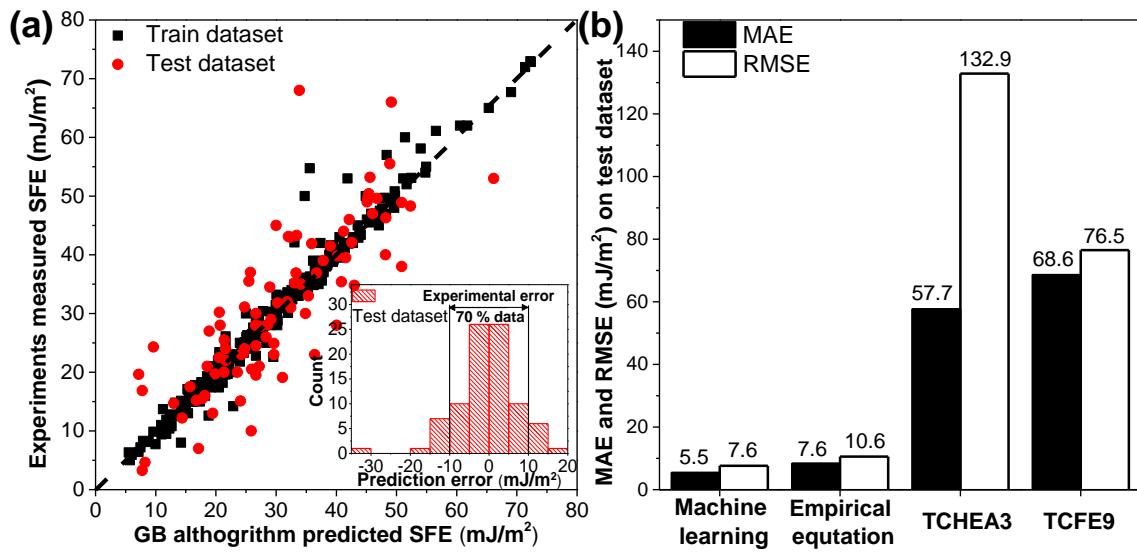 (a)
Train dataset
Test dataset
Experiments measured SFE (mJ/m²)
80
70
60
50
40
30
20
10
0
0 10 20 30 40 50 60 70 80
GB althogrithm predicted SFE (mJ/m²)
Experimental error
Test dataset 70 % data
Count
30
25
20
15
10
5
0
-30 -20 -10 0 10 20
Prediction error (mJ/m²)
(b)
MAE
RMSE
MAE and RMSE (mJ/m²) on test dataset
140
120
100
80
60
40
20
0
5.5 7.6 7.6 10.6 57.7 132.9 68.6 76.5
Machine
learning
Empirical
equtation
TCHEA3
TCFE9